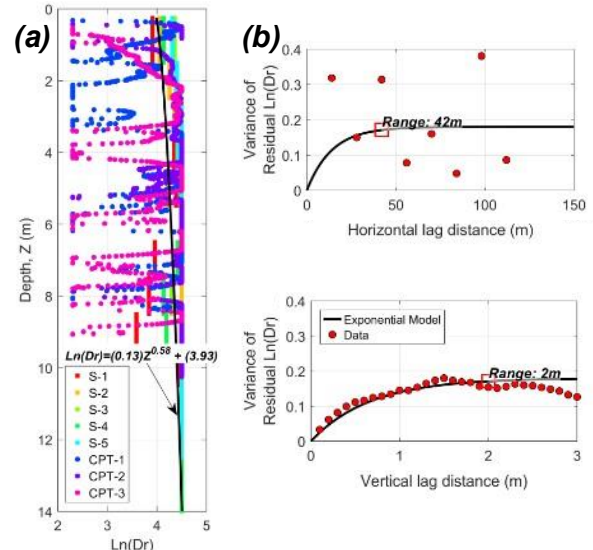 (a)
0
2
4
6
8
10
12
14
Depth, Z (m)
Ln(Dr)=(0.13)Z^0.58 + (3.93)
S-1
S-2
S-3
S-4
S-5
CPT-1
CPT-2
CPT-3
2 3 4 5
Ln(Dr)
(b)
0.4
0.3
0.2
0.1
0
Variance of
Residual Ln(Dr)
Range: 42m
0 50 100 150
Horizontal lag distance (m)
0.4
0.3
0.2
0.1
0
Variance of
Residual Ln(Dr)
Exponential Model
Data
Range: 2m
0 1 2 3
Vertical lag distance (m)